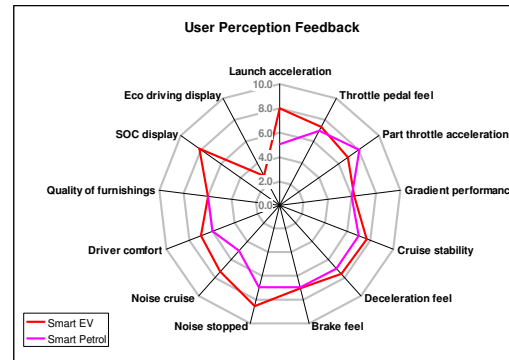 User Perception Feedback
Launch acceleration
Throttle pedal feel
Part throttle acceleration
Gradient performance
Cruise stability
Deceleration feel
Brake feel
Noise stopped
Noise cruise
Driver comfort
Quality of furnishings
SOC display
Eco driving display
10.0
8.0
6.0
4.0
2.0
0.0
Smart EV
Smart Petrol